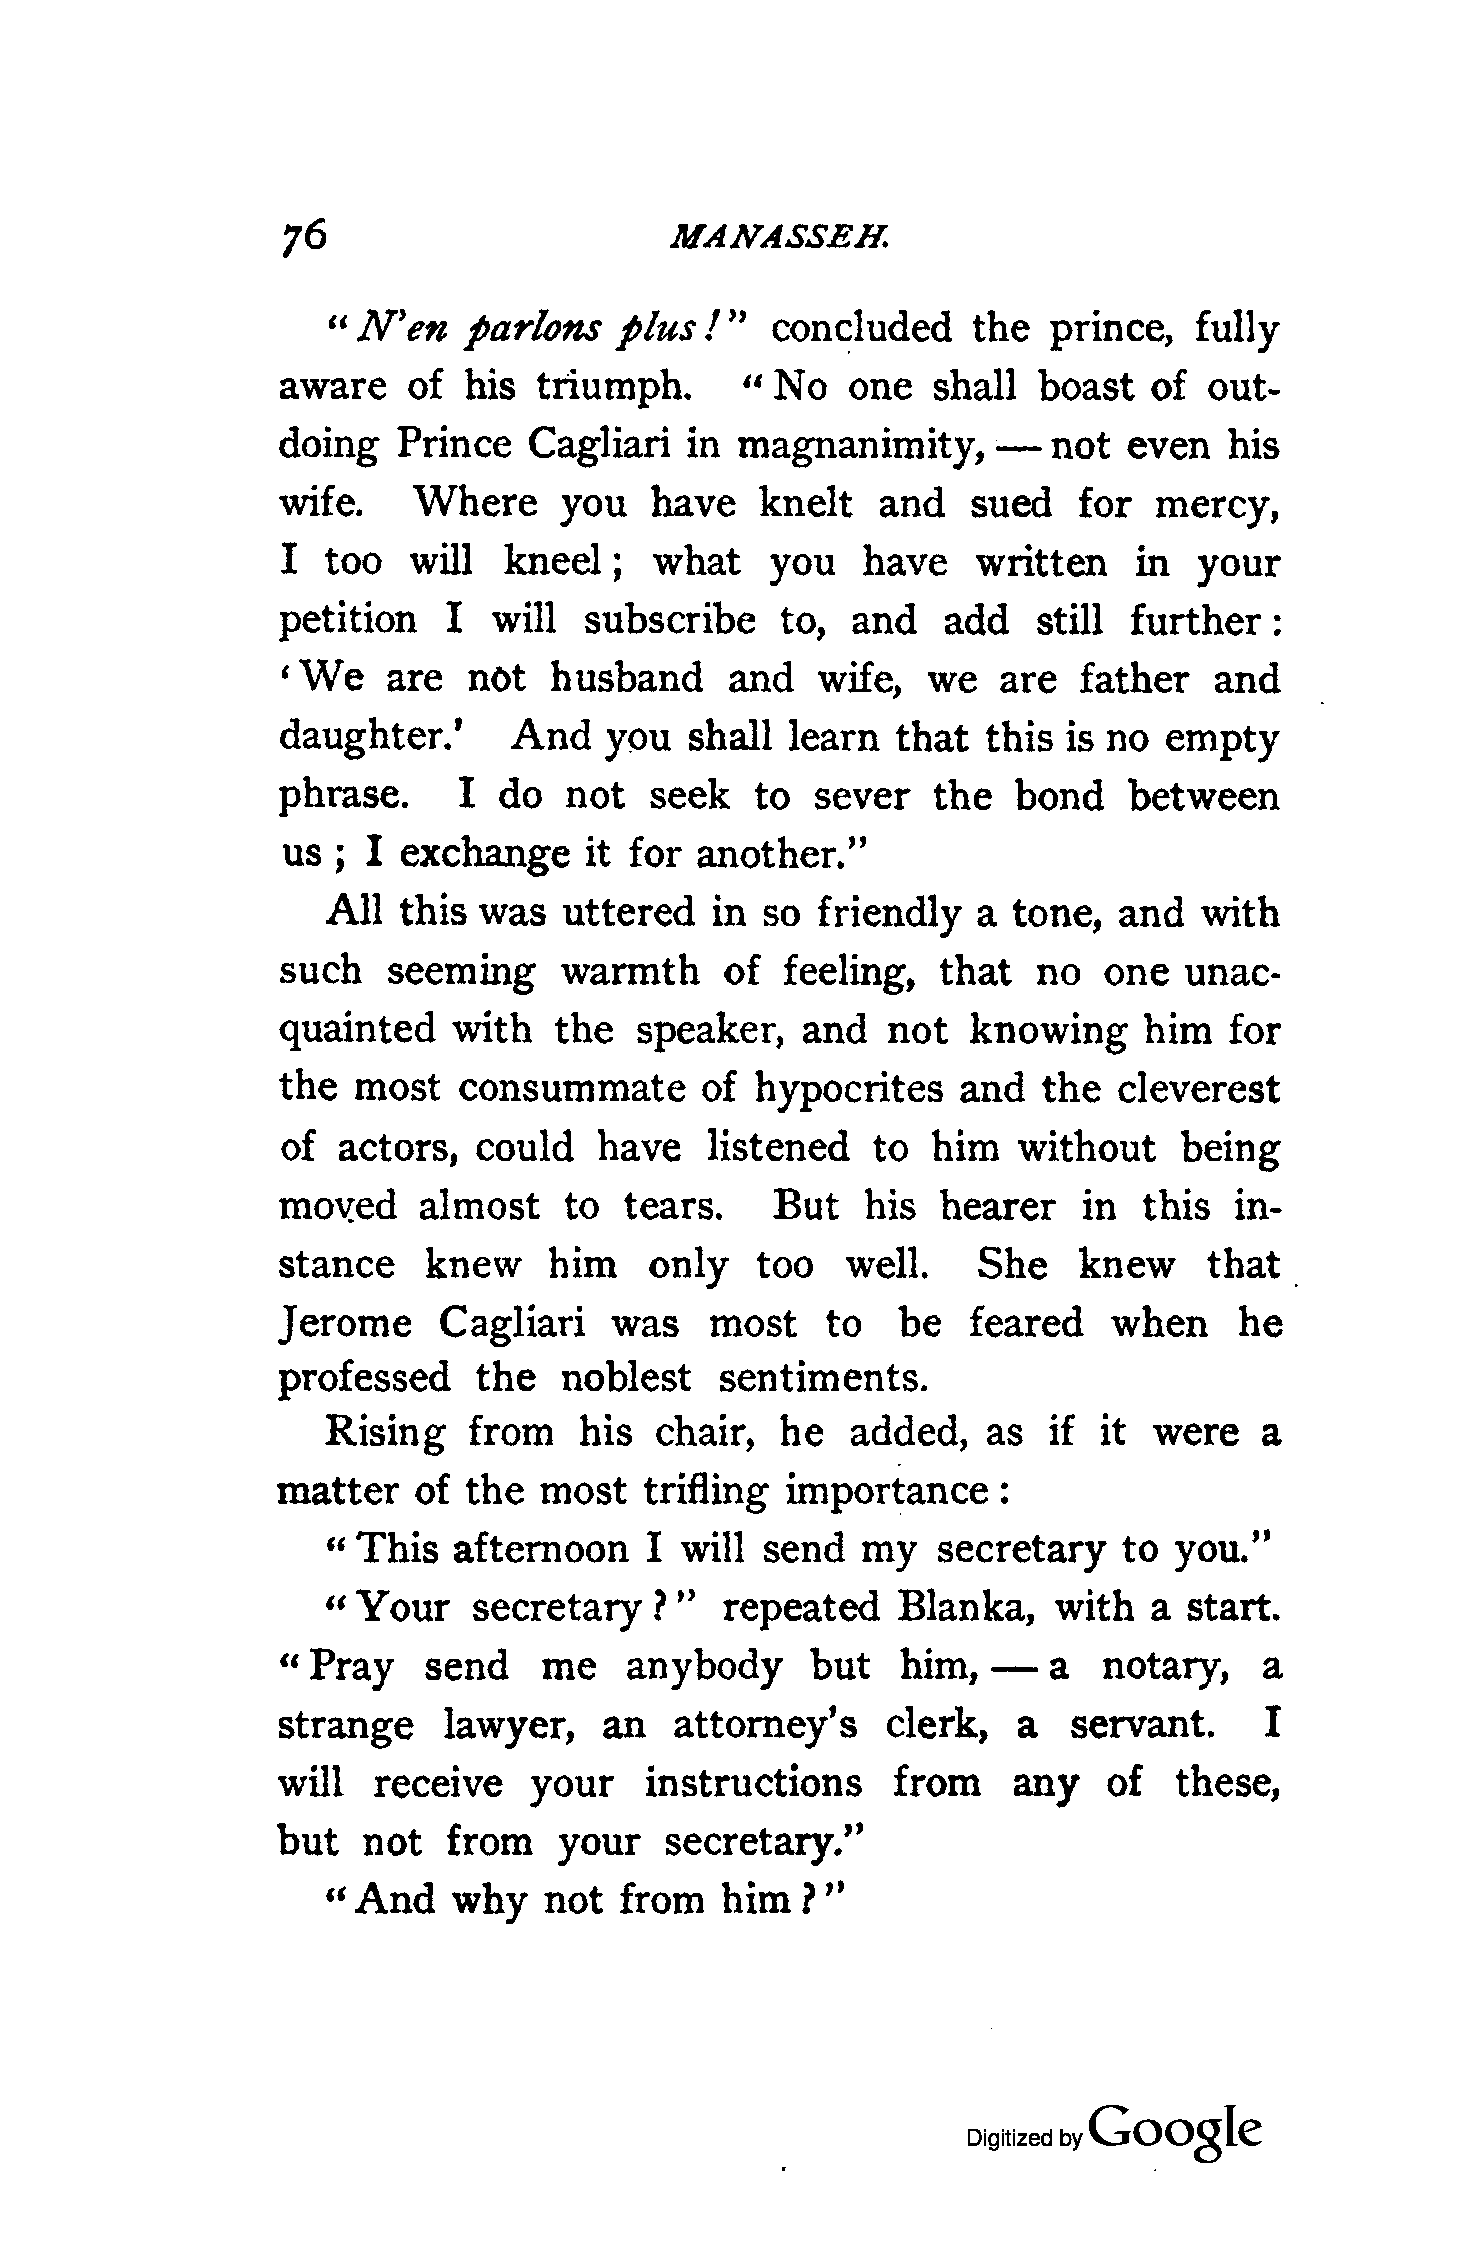 76 MANASSEH.
"N'en parlons plus!" concluded the prince, fully
aware of his triumph. "No one shall boast of out-
doing Prince Cagliari in magnanimity, — not even his
wife. Where you have knelt and sued for mercy,
I too will kneel; what you have written in your
petition I will subscribe to, and add still further:
'We are not husband and wife, we are father and
daughter.' And you shall learn that this is no empty
phrase. I do not seek to sever the bond between
us; I exchange it for another."
All this was uttered in so friendly a tone, and with
such seeming warmth of feeling, that no one unac-
quainted with the speaker, and not knowing him for
the most consummate of hypocrites and the cleverest
of actors, could have listened to him without being
moved almost to tears. But his hearer in this in-
stance knew him only too well. She knew that
Jerome Cagliari was most to be feared when he
professed the noblest sentiments.
Rising from his chair, he added, as if it were a
matter of the most trifling importance:
"This afternoon I will send my secretary to you."
"Your secretary?" repeated Blanka, with a start.
"Pray send me anybody but him, — a notary, a
strange lawyer, an attorney's clerk, a servant. I
will receive your instructions from any of these,
but not from your secretary."
"And why not from him?"
Digitized by Google